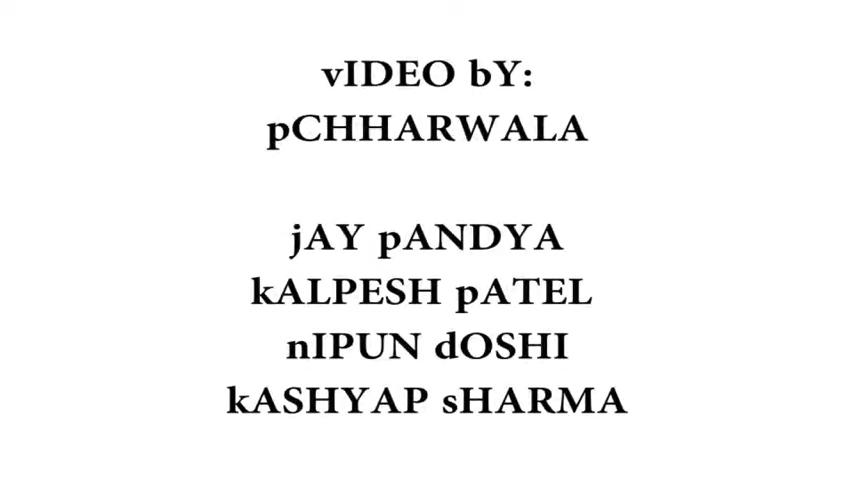 vIDEO bY:
pCHHARWALA
jAY pANDYA
kALPESH pATEL
nIPUN dOSHI
kASHYAP sHARMA